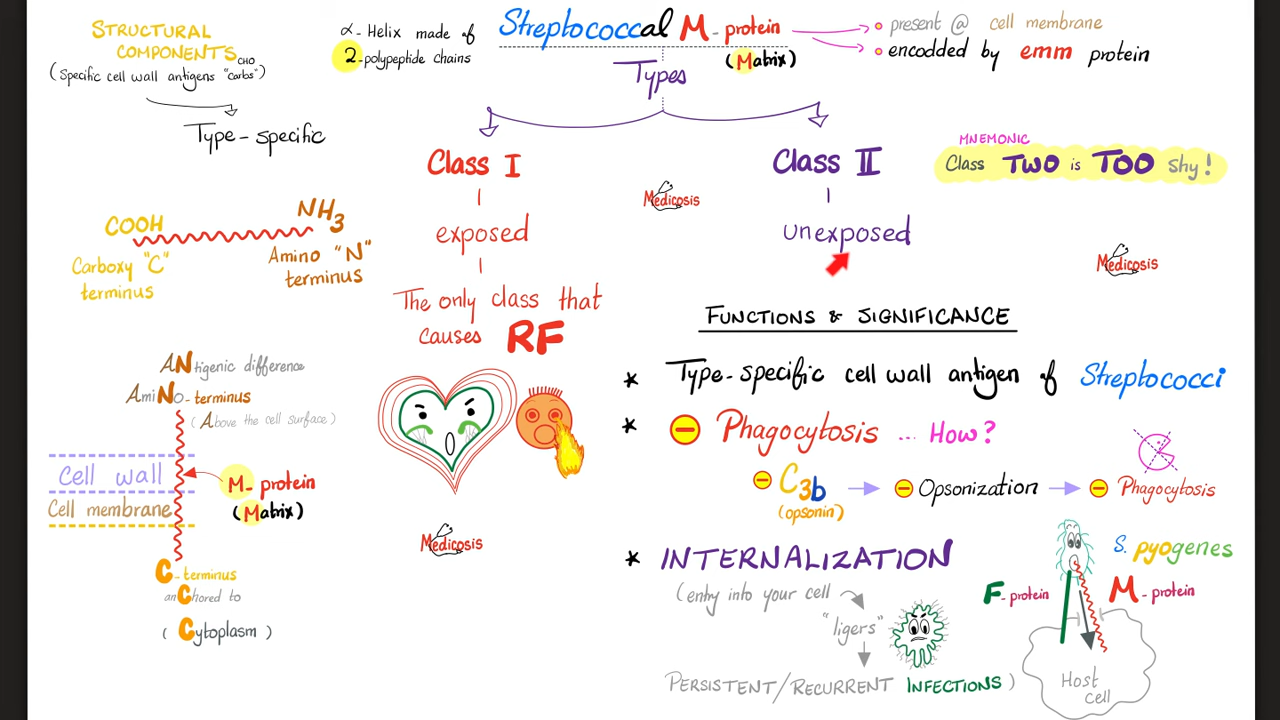 STRUCTURAL
COMPONENTS
CHO
(Specific cell wall antigens "carbs")
Type-specific
α-Helix made of
2-polypeptide chains
Streptococcal M-protein
(Matrix)
present @ cell membrane
encodded by emm protein
Types
Class I
exposed
The only class that
causes RF
Class II
unexposed
MNEMONIC
Class TWO is TOO shy!
Medicosis
Medicosis
COOH
NH3
Carboxy "C"
terminus
Amino "N"
terminus
ANtigenic difference
AmiNo-terminus
(Above the cell surface)
Cell wall
Cell membrane
M-protein
(Matrix)
C-terminus
anChored to
(Cytoplasm)
Medicosis
FUNCTIONS & SIGNIFICANCE
* Type-specific cell wall antigen of Streptococci
* - Phagocytosis ... How?
- C3b → - Opsonization → - Phagocytosis
(opsonin)
* INTERNALIZATION
(entry into your cell
"ligers"
PERSISTENT/RECURRENT INFECTIONS)
S. pyogenes
F-protein
M-protein
Host
cell